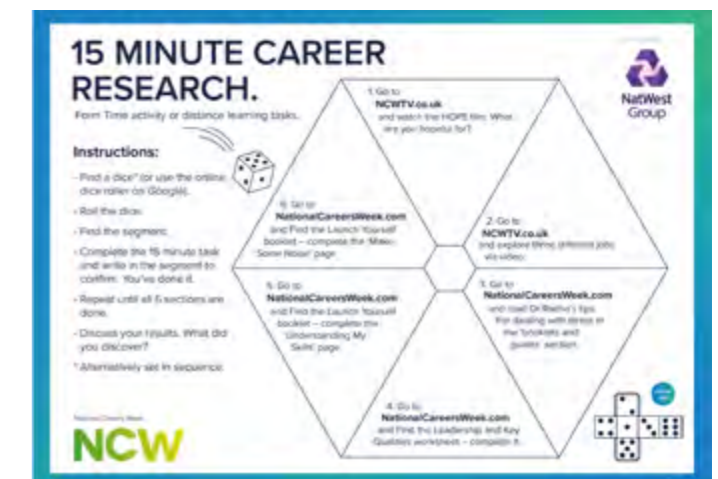 15 MINUTE CAREER
RESEARCH.
Form Time activity or distance learning tasks.
Instructions:
- Find a dice* (or use the online
dice roller on Google).
- Roll the dice.
- Find the segment.
- Complete the 15 minute task
and write in the segment to
confirm. You've done it.
- Repeat until all 6 sections are
done.
- Discuss your results. What did
you discover?
* Alternatively set in sequence.
National Careers Week
NCW
1. Go to
NCWTV.co.uk
and watch the HOPE film. What
are you hopeful for?
2. Go to
NCWTV.co.uk
and explore three different jobs
via video.
3. Go to
NationalCareersWeek.com
and read Dr Reeha's tips
For dealing with stress in
the 'booklets and
guides' section.
4. Go to
NationalCareersWeek.com
and Find the Leadership and Key
Qualities worksheet – complete it.
5. Go to
NationalCareersWeek.com
and Find the Launch Yourself
booklet – complete the
'Understanding My
Skills' page.
6. Go to
NationalCareersWeek.com
and Find the Launch Yourself
booklet – complete the 'Make
Some Noise' page.
NatWest
Group